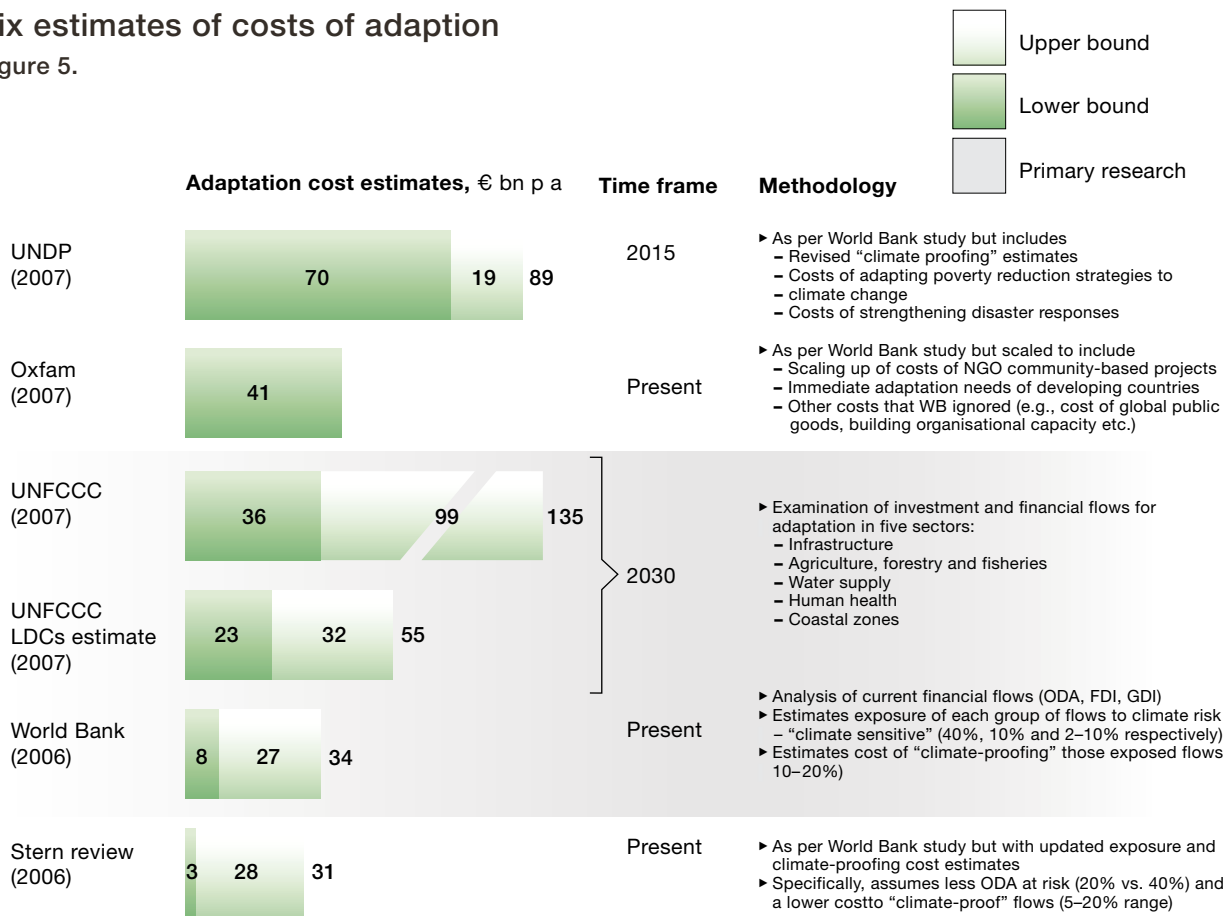 ix estimates of costs of adaption
gure 5.
Upper bound
Lower bound
Primary research
Adaptation cost estimates, € bn p a
Time frame
Methodology
UNDP
(2007)
70
19
89
2015
▸ As per World Bank study but includes
– Revised “climate proofing” estimates
– Costs of adapting poverty reduction strategies to
– climate change
– Costs of strengthening disaster responses
Oxfam
(2007)
41
Present
▸ As per World Bank study but scaled to include
– Scaling up of costs of NGO community-based projects
– Immediate adaptation needs of developing countries
– Other costs that WB ignored (e.g., cost of global public
goods, building organisational capacity etc.)
UNFCCC
(2007)
36
99
135
UNFCCC
LDCs estimate
(2007)
23
32
55
2030
▸ Examination of investment and financial flows for
adaptation in five sectors:
– Infrastructure
– Agriculture, forestry and fisheries
– Water supply
– Human health
– Coastal zones
World Bank
(2006)
8
27
34
Present
▸ Analysis of current financial flows (ODA, FDI, GDI)
▸ Estimates exposure of each group of flows to climate risk
– “climate sensitive” (40%, 10% and 2–10% respectively)
▸ Estimates cost of “climate-proofing” those exposed flows
10–20%)
Stern review
(2006)
3
28
31
Present
▸ As per World Bank study but with updated exposure and
climate-proofing cost estimates
▸ Specifically, assumes less ODA at risk (20% vs. 40%) and
a lower costto “climate-proof” flows (5–20% range)